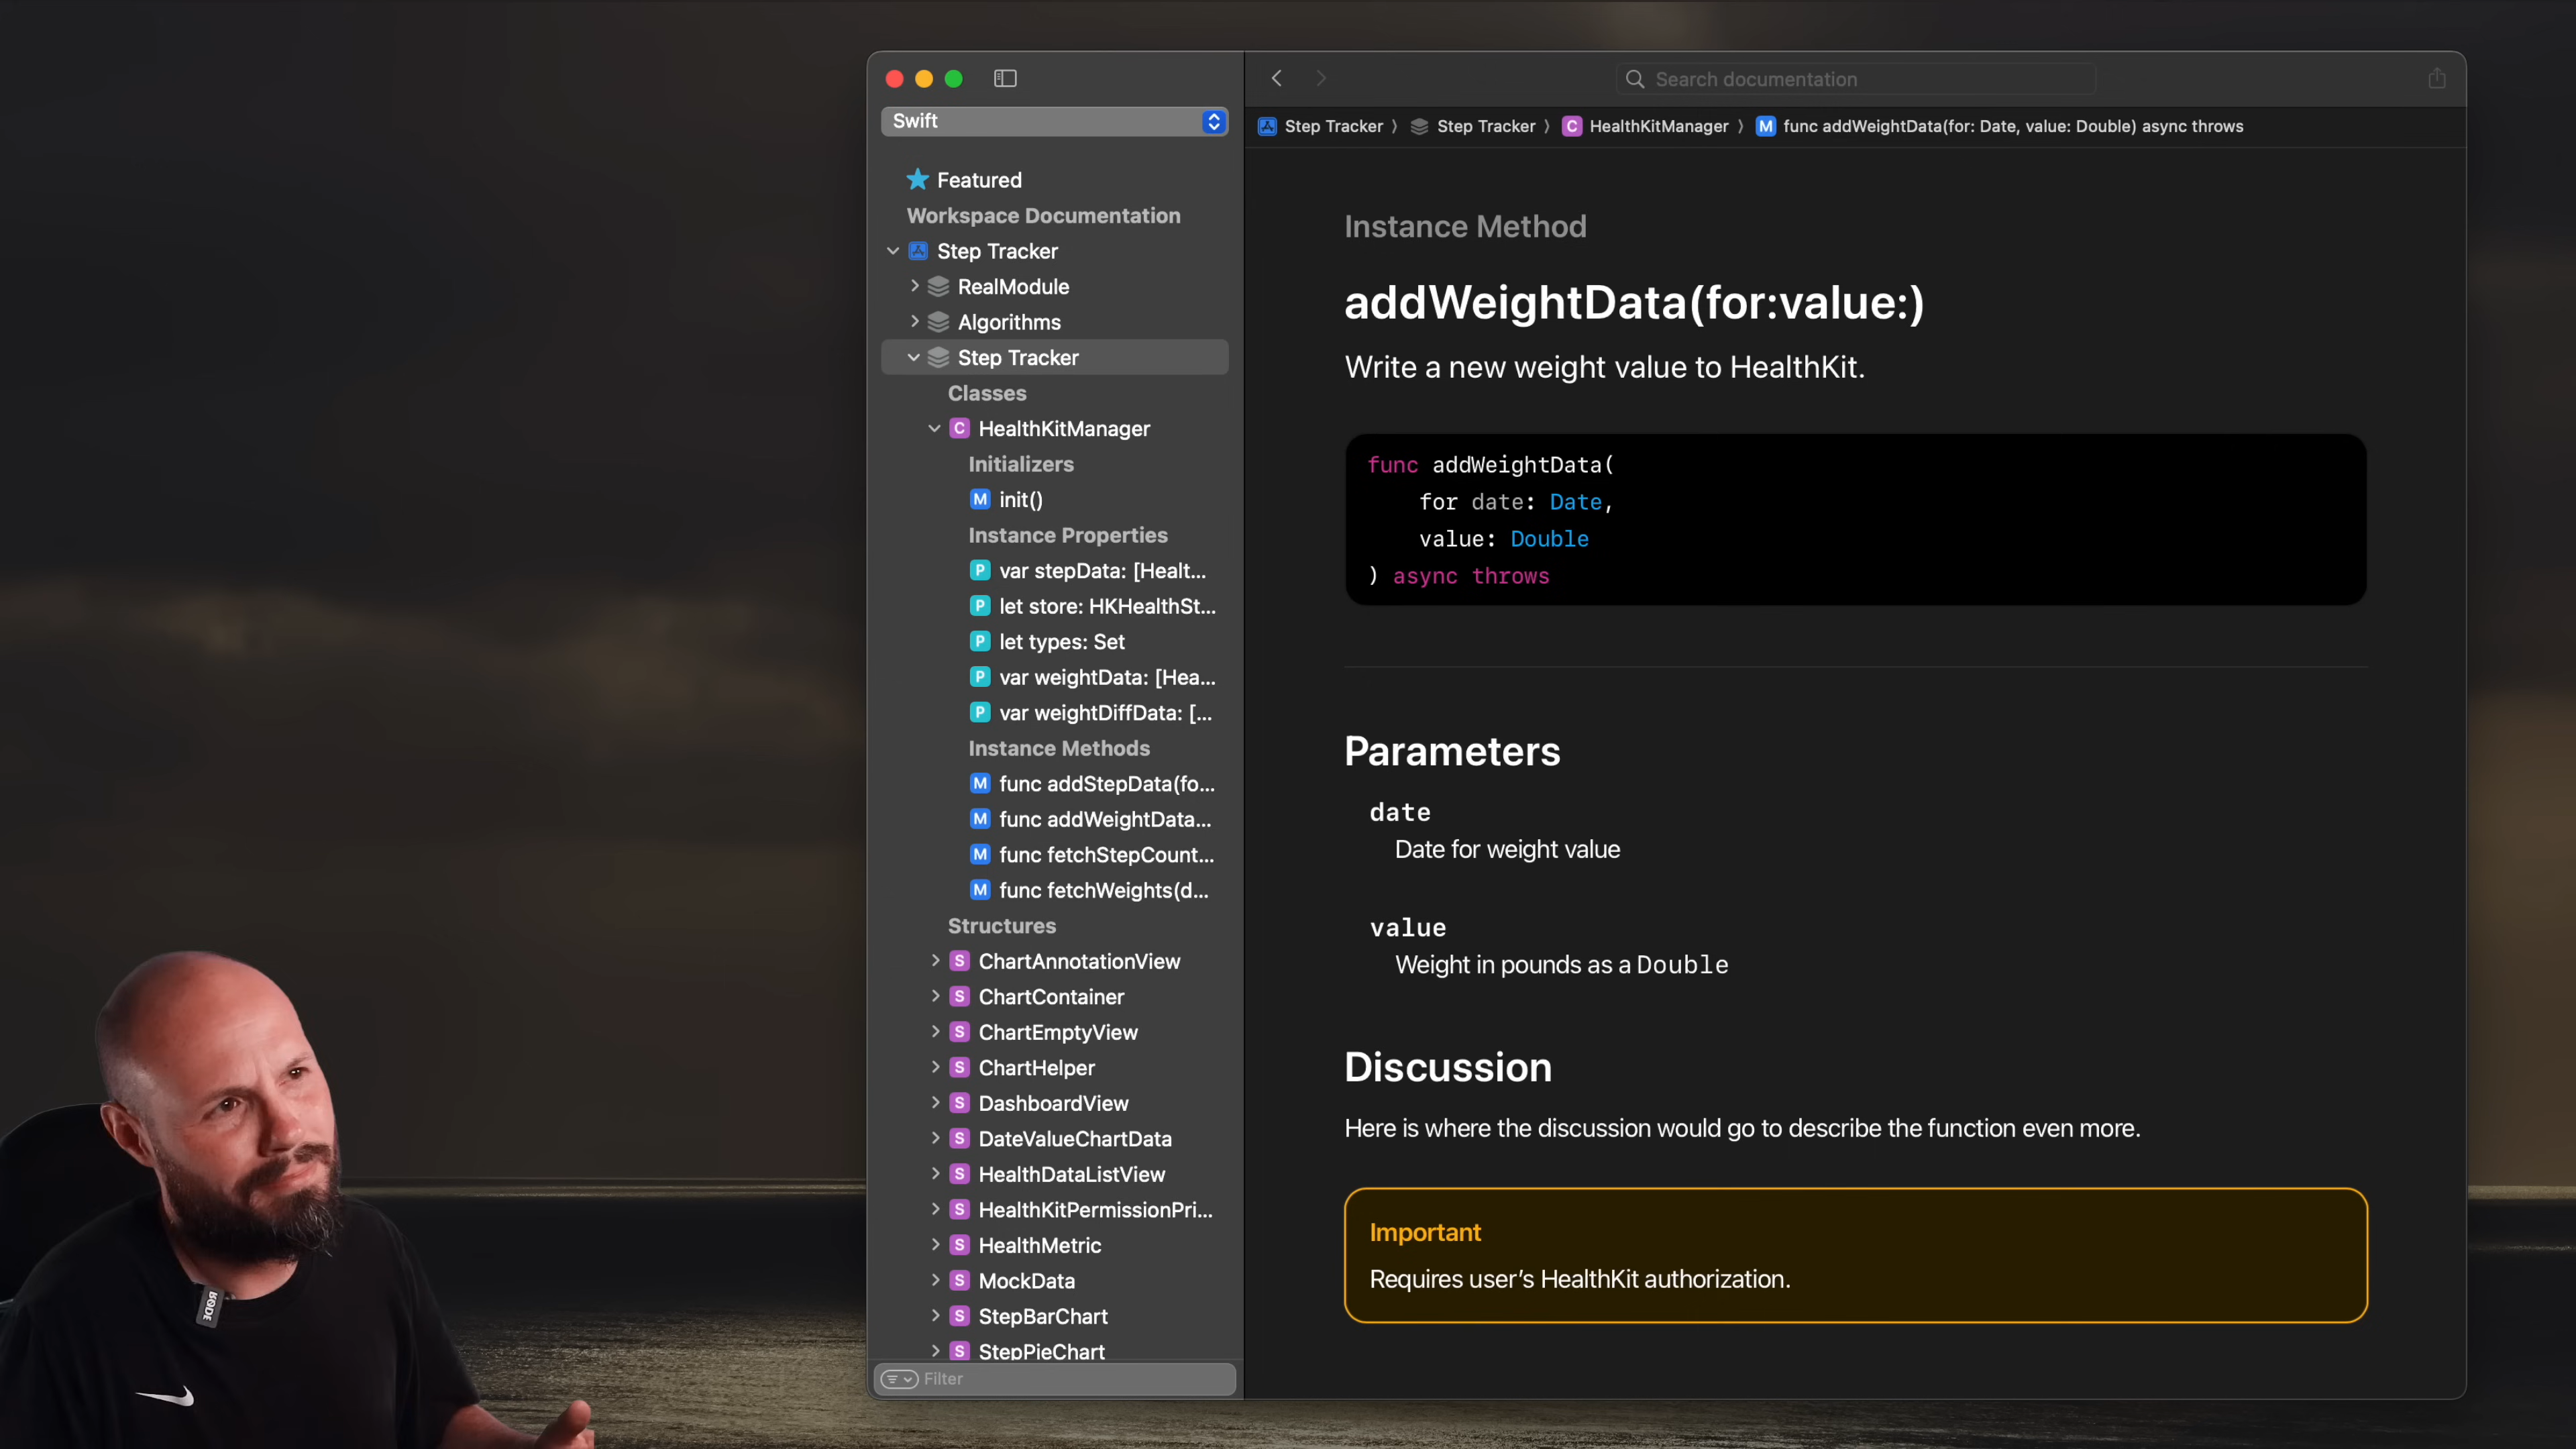 Swift
Featured
Workspace Documentation
Step Tracker
RealModule
Algorithms
Step Tracker
Classes
C HealthKitManager
Initializers
M init()
Instance Properties
P var stepData: [Healt...
P let store: HKHealthSt...
P let types: Set
P var weightData: [Hea...
P var weightDiffData: [...
Instance Methods
M func addStepData(fo...
M func addWeightData...
M func fetchStepCount...
M func fetchWeights(d...
Structures
S ChartAnnotationView
S ChartContainer
S ChartEmptyView
S ChartHelper
S DashboardView
S DateValueChartData
S HealthDataListView
S HealthKitPermissionPri...
S HealthMetric
S MockData
S StepBarChart
S StepPieChart
Filter
Search documentation
Step Tracker 〉 Step Tracker 〉 C HealthKitManager 〉 M func addWeightData(for: Date, value: Double) async throws
Instance Method
addWeightData(for:value:)
Write a new weight value to HealthKit.
func addWeightData(
for date: Date,
value: Double
) async throws
Parameters
date
Date for weight value
value
Weight in pounds as a Double
Discussion
Here is where the discussion would go to describe the function even more.
Important
Requires user’s HealthKit authorization.
RØDE